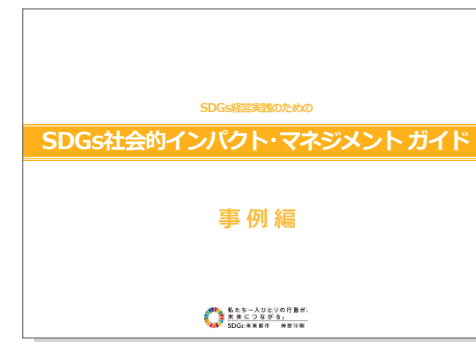 SDGs経営実践のための
SDGs社会的インパクト・マネジメント ガイド
事例編
私たち一人ひとりの行動が、
未来につながる。
SDGs未来都市 神奈川県